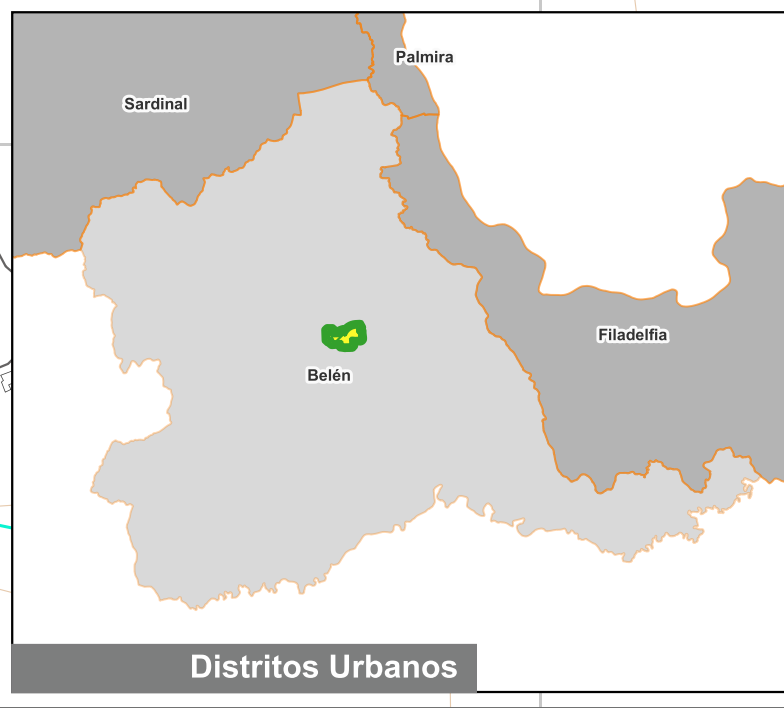 Palmira
Sardinal
Filadelfia
Belén
Distritos Urbanos